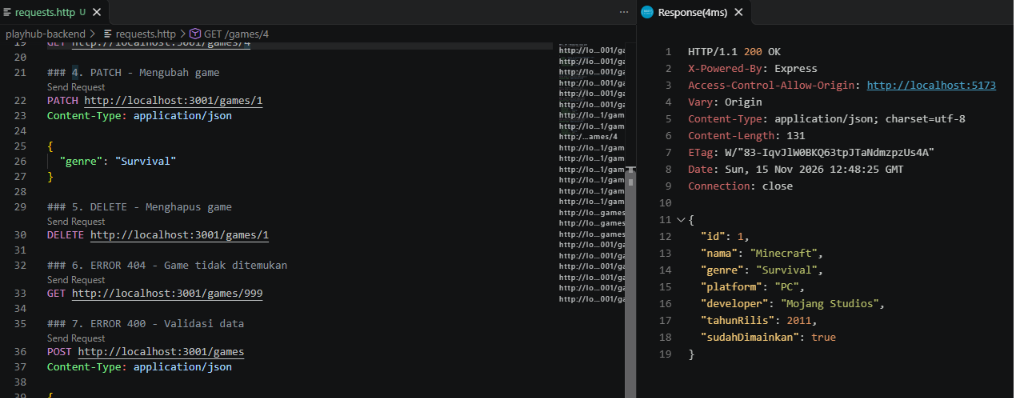 requests.http U
playhub-backend > requests.http > GET /games/4
19 GET http://localhost:3001/games/4
20
21 ### 4. PATCH - Mengubah game
Send Request
22 PATCH http://localhost:3001/games/1
23 Content-Type: application/json
24
25 {
26 "genre": "Survival"
27 }
28
29 ### 5. DELETE - Menghapus game
Send Request
30 DELETE http://localhost:3001/games/1
31
32 ### 6. ERROR 404 - Game tidak ditemukan
Send Request
33 GET http://localhost:3001/games/999
34
35 ### 7. ERROR 400 - Validasi data
Send Request
36 POST http://localhost:3001/games
37 Content-Type: application/json
38
39 {
Response(4ms)
1 HTTP/1.1 200 OK
2 X-Powered-By: Express
3 Access-Control-Allow-Origin: http://localhost:5173
4 Vary: Origin
5 Content-Type: application/json; charset=utf-8
6 Content-Length: 131
7 ETag: W/"83-IqvJlW0BKQ63tpJTaNdmzpzUs4A"
8 Date: Sun, 15 Nov 2026 12:48:25 GMT
9 Connection: close
10
11 {
12 "id": 1,
13 "nama": "Minecraft",
14 "genre": "Survival",
15 "platform": "PC",
16 "developer": "Mojang Studios",
17 "tahunRilis": 2011,
18 "sudahDimainkan": true
19 }